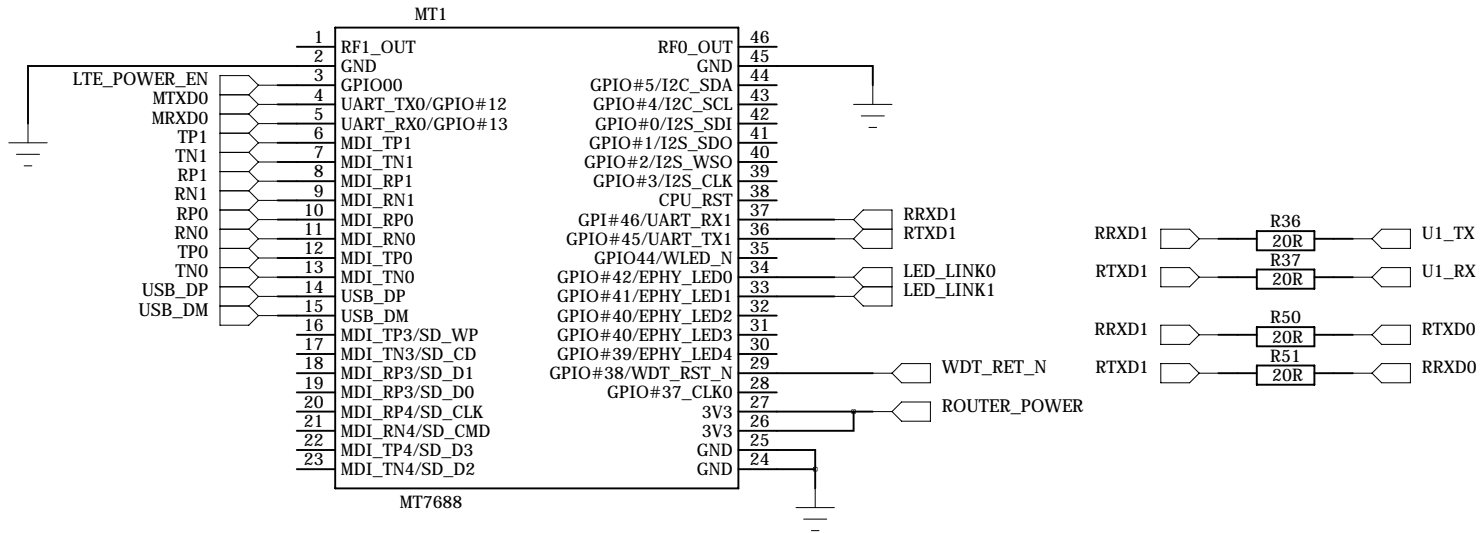 MT1
LTE_POWER_EN
MTXD0
MRXD0
TP1
TN1
RP1
RN1
RP0
RN0
TP0
TN0
USB_DP
USB_DM
1 RF1_OUT
2 GND
3 GPIO00
4 UART_TX0/GPIO#12
5 UART_RX0/GPIO#13
6 MDI_TP1
7 MDI_TN1
8 MDI_RP1
9 MDI_RN1
10 MDI_RP0
11 MDI_RN0
12 MDI_TP0
13 MDI_TN0
14 USB_DP
15 USB_DM
16 MDI_TP3/SD_WP
17 MDI_TN3/SD_CD
18 MDI_RP3/SD_D1
19 MDI_RP3/SD_D0
20 MDI_RP4/SD_CLK
21 MDI_RN4/SD_CMD
22 MDI_TP4/SD_D3
23 MDI_TN4/SD_D2
RF0_OUT 46
GND 45
GPIO#5/I2C_SDA 44
GPIO#4/I2C_SCL 43
GPIO#0/I2S_SDI 42
GPIO#1/I2S_SDO 41
GPIO#2/I2S_WSO 40
GPIO#3/I2S_CLK 39
CPU_RST 38
GPI#46/UART_RX1 37
GPIO#45/UART_TX1 36
GPIO44/WLED_N 35
GPIO#42/EPHY_LED0 34
GPIO#41/EPHY_LED1 33
GPIO#40/EPHY_LED2 32
GPIO#40/EPHY_LED3 31
GPIO#39/EPHY_LED4 30
GPIO#38/WDT_RST_N 29
GPIO#37_CLK0 28
3V3 27
3V3 26
GND 25
GND 24
MT7688
RRXD1
RTXD1
LED_LINK0
LED_LINK1
WDT_RET_N
ROUTER_POWER
R36
RRXD1 20R U1_TX
R37
RTXD1 20R U1_RX
R50
RRXD1 20R RTXD0
R51
RTXD1 20R RRXD0